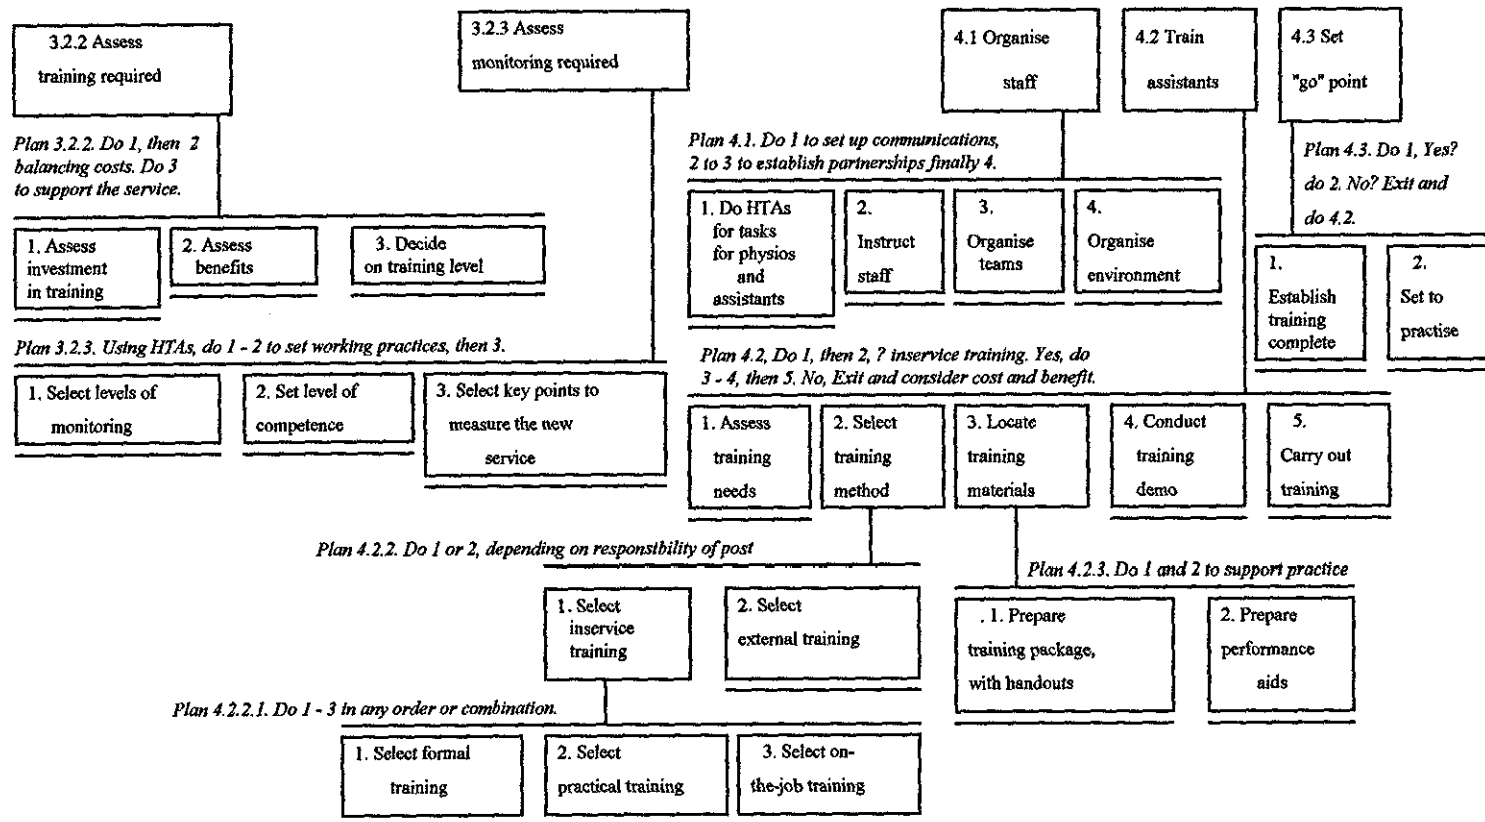 3.2.2 Assess
training required
3.2.3 Assess
monitoring required
4.1 Organise
staff
4.2 Train
assistants
4.3 Set
"go" point
Plan 3.2.2. Do 1, then 2
balancing costs. Do 3
to support the service.
Plan 4.1. Do 1 to set up communications,
2 to 3 to establish partnerships finally 4.
Plan 4.3. Do 1, Yes?
do 2. No? Exit and
do 4.2.
1. Assess
investment
in training
2. Assess
benefits
3. Decide
on training level
1. Do HTAs
for tasks
for physios
and
assistants
2.
Instruct
staff
3.
Organise
teams
4.
Organise
environment
1.
Establish
training
complete
2.
Set to
practise
Plan 3.2.3. Using HTAs, do 1 - 2 to set working practices, then 3.
1. Select levels of
monitoring
2. Set level of
competence
3. Select key points to
measure the new
service
Plan 4.2, Do 1, then 2, ? inservice training. Yes, do
3 - 4, then 5. No, Exit and consider cost and benefit.
1. Assess
training
needs
2. Select
training
method
3. Locate
training
materials
4. Conduct
training
demo
5.
Carry out
training
Plan 4.2.2. Do 1 or 2, depending on responsibility of post
1. Select
inservice
training
2. Select
external training
Plan 4.2.3. Do 1 and 2 to support practice
. 1. Prepare
training package,
with handouts
2. Prepare
performance
aids
Plan 4.2.2.1. Do 1 - 3 in any order or combination.
1. Select formal
training
2. Select
practical training
3. Select on-
the-job training